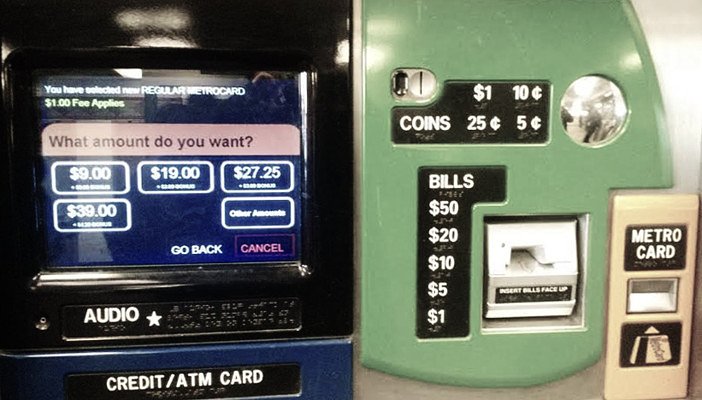 You have selected new REGULAR METROCARD
$1.00 Fee Applies
What amount do you want?
$9.00 $19.00 $27.25
$39.00 Other Amounts
GO BACK CANCEL
AUDIO ★
CREDIT/ATM CARD
$1 10¢
COINS 25¢ 5¢
BILLS
$50
$20
$10
$5
$1
INSERT BILLS FACE UP
METRO
CARD